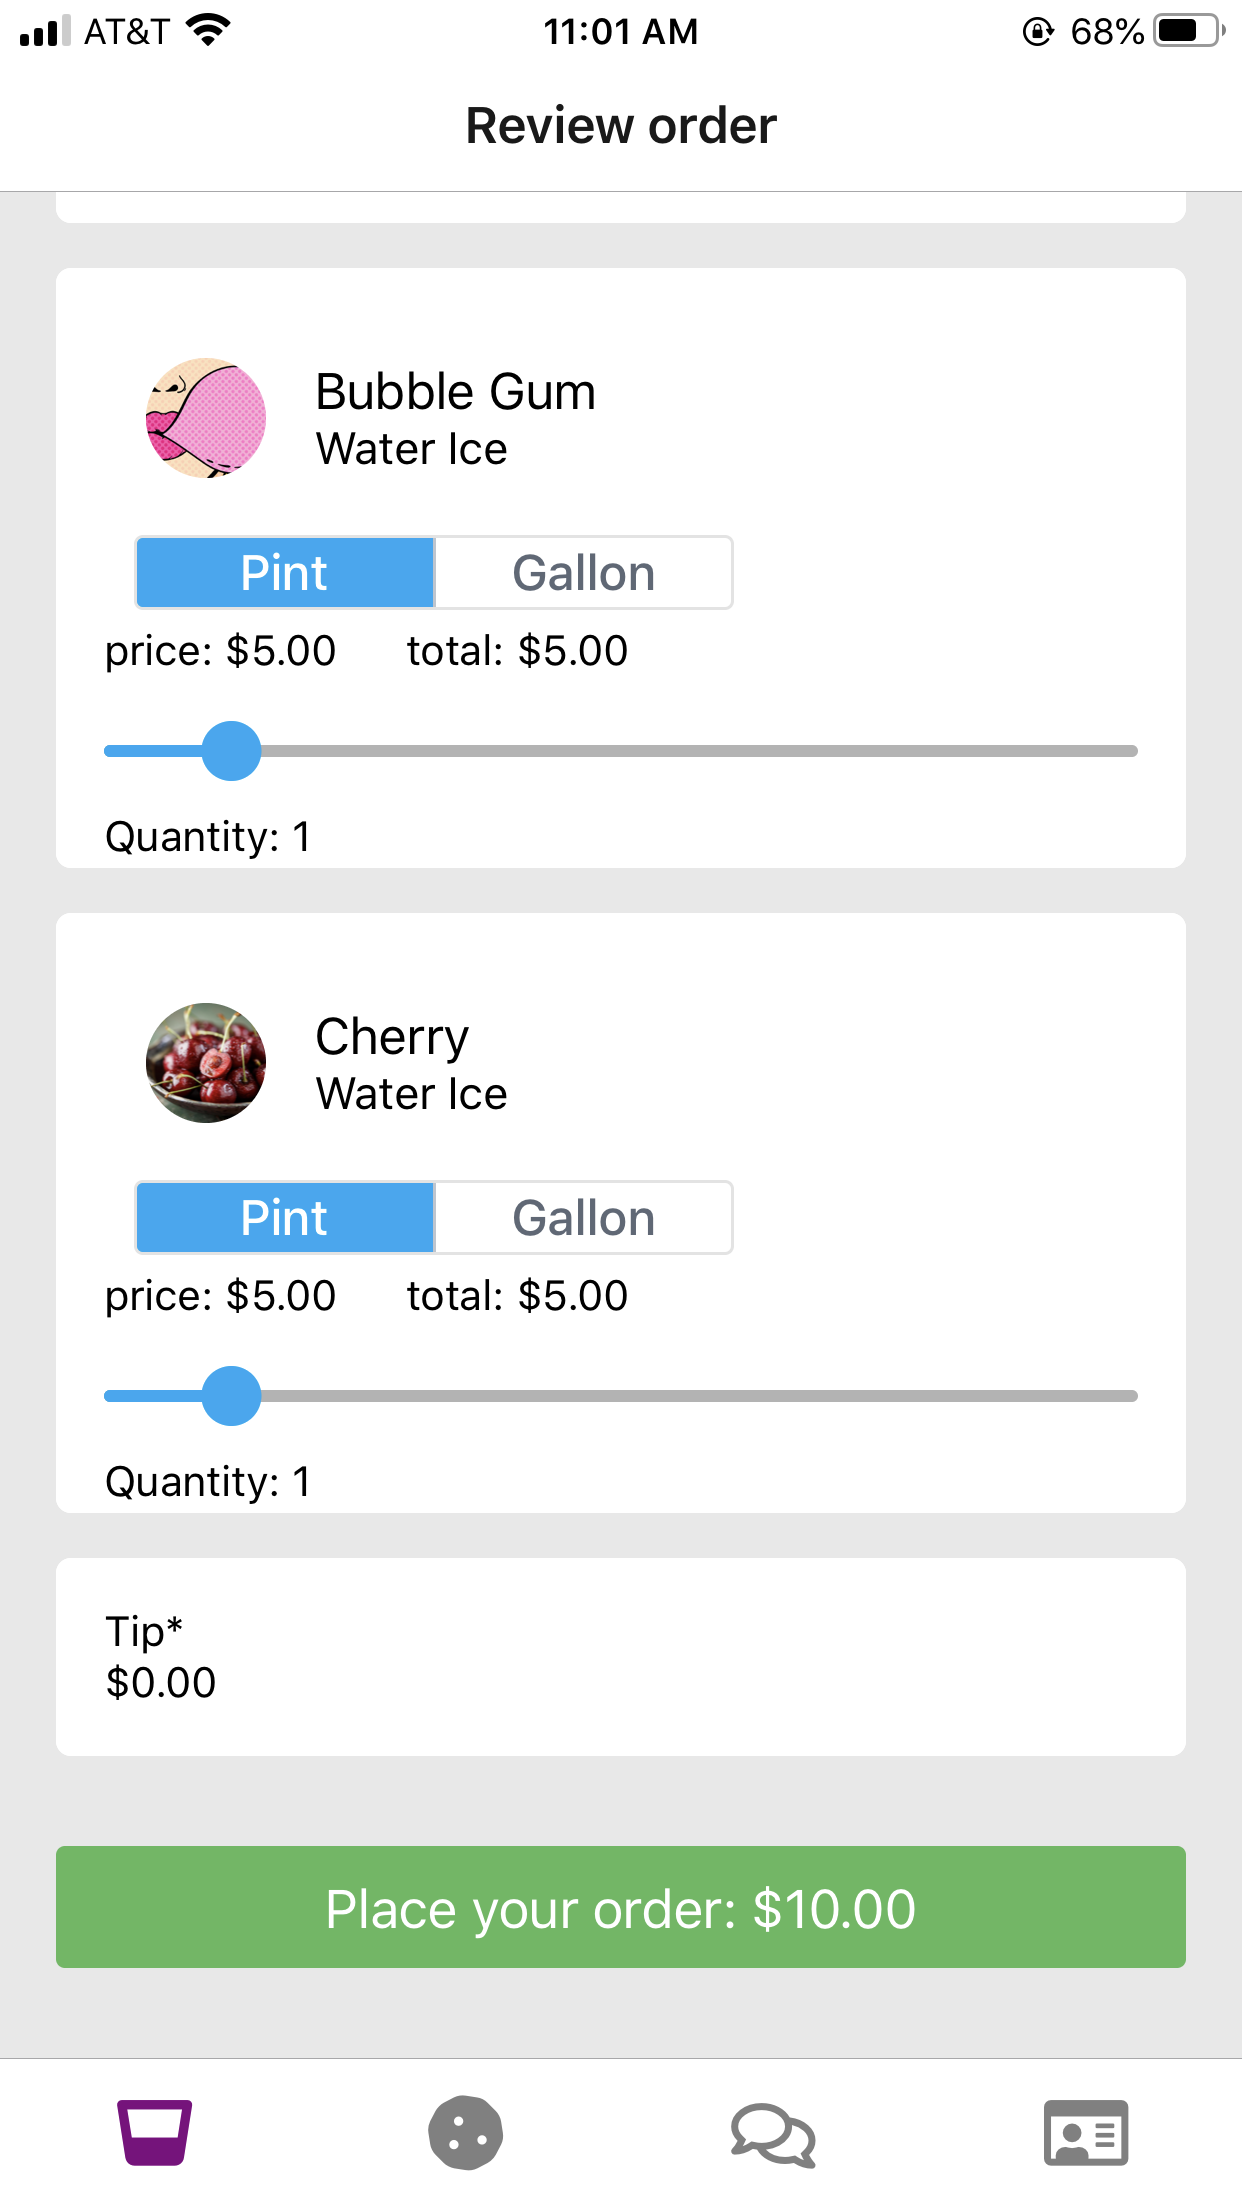 AT&T 11:01 AM 68%
Review order
Bubble Gum
Water Ice
Pint Gallon
price: $5.00 total: $5.00
Quantity: 1
Cherry
Water Ice
Pint Gallon
price: $5.00 total: $5.00
Quantity: 1
Tip*
$0.00
Place your order: $10.00